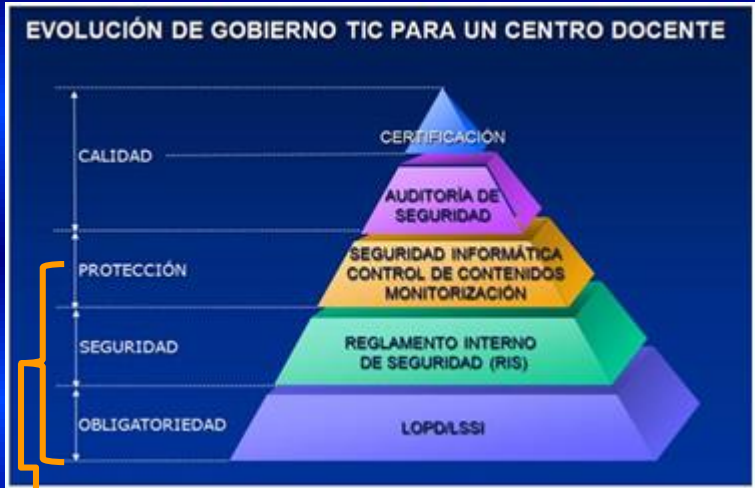 EVOLUCIÓN DE GOBIERNO TIC PARA UN CENTRO DOCENTE
CERTIFICACIÓN
CALIDAD
AUDITORÍA DE
SEGURIDAD
PROTECCIÓN
SEGURIDAD INFORMÁTICA
CONTROL DE CONTENIDOS
MONITORIZACIÓN
SEGURIDAD
REGLAMENTO INTERNO
DE SEGURIDAD (RIS)
OBLIGATORIEDAD
LOPD/LSSI